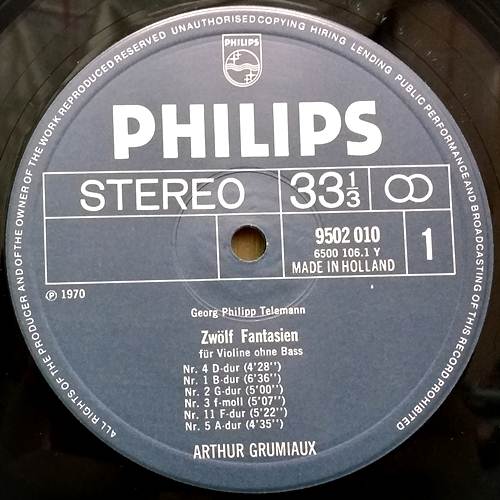 ALL RIGHTS OF THE PRODUCER AND OF THE OWNER OF THE WORK REPRODUCED RESERVED UNAUTHORISED COPYING HIRING LENDING PUBLIC PERFORMANCE AND BROADCASTING OF THIS RECORD PROHIBITED
PHILIPS
PHILIPS
STEREO 33 1/3
9502 010
6500 106.1 Y
MADE IN HOLLAND
1
℗ 1970
Georg Philipp Telemann
Zwölf Fantasien
für Violine ohne Bass
Nr. 4 D-dur (4'28'')
Nr. 1 B-dur (6'36'')
Nr. 2 G-dur (5'00'')
Nr. 3 f-moll (5'07'')
Nr. 11 F-dur (5'22'')
Nr. 5 A-dur (4'35'')
ARTHUR GRUMIAUX